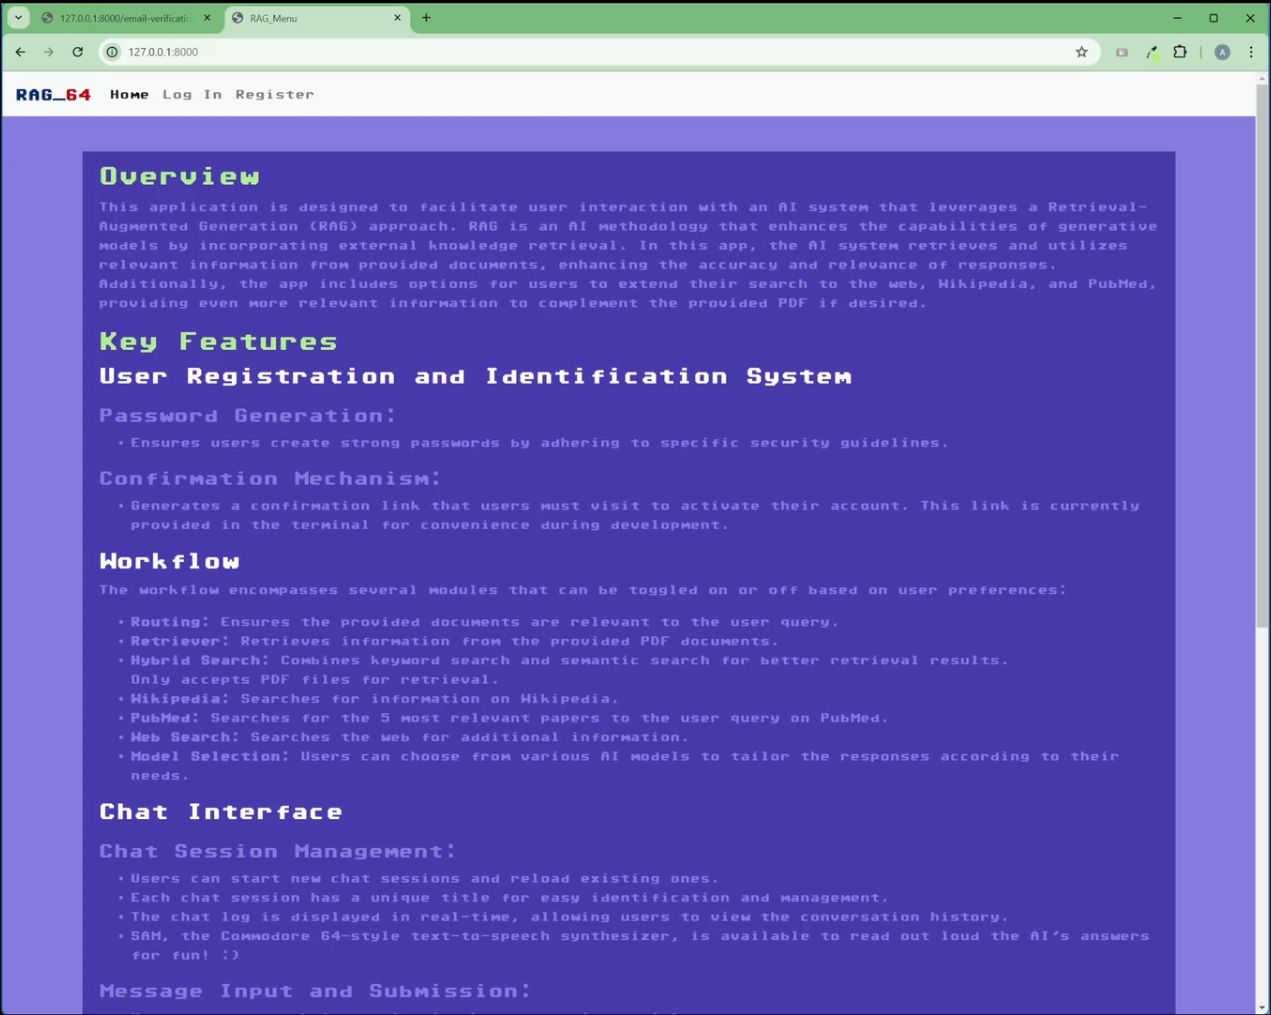 127.0.0.1:8000/email-verificatio
RAG_Menu
127.0.0.1:8000
A
RAG_64 Home Log In Register
Overview
This application is designed to facilitate user interaction with an AI system that leverages a Retrieval-
Augmented Generation (RAG) approach. RAG is an AI methodology that enhances the capabilities of generative
models by incorporating external knowledge retrieval. In this app, the AI system retrieves and utilizes
relevant information from provided documents, enhancing the accuracy and relevance of responses.
Additionally, the app includes options for users to extend their search to the web, Wikipedia, and PubMed,
providing even more relevant information to complement the provided PDF if desired.
Key Features
User Registration and Identification System
Password Generation:
• Ensures users create strong passwords by adhering to specific security guidelines.
Confirmation Mechanism:
• Generates a confirmation link that users must visit to activate their account. This link is currently
provided in the terminal for convenience during development.
Workflow
The workflow encompasses several modules that can be toggled on or off based on user preferences:
• Routing: Ensures the provided documents are relevant to the user query.
• Retriever: Retrieves information from the provided PDF documents.
• Hybrid Search: Combines keyword search and semantic search for better retrieval results.
Only accepts PDF files for retrieval.
• Wikipedia: Searches for information on Wikipedia.
• PubMed: Searches for the 5 most relevant papers to the user query on PubMed.
• Web Search: Searches the web for additional information.
• Model Selection: Users can choose from various AI models to tailor the responses according to their
needs.
Chat Interface
Chat Session Management:
• Users can start new chat sessions and reload existing ones.
• Each chat session has a unique title for easy identification and management.
• The chat log is displayed in real-time, allowing users to view the conversation history.
• SAM, the Commodore 64-style text-to-speech synthesizer, is available to read out loud the AI's answers
for fun! :)
Message Input and Submission: